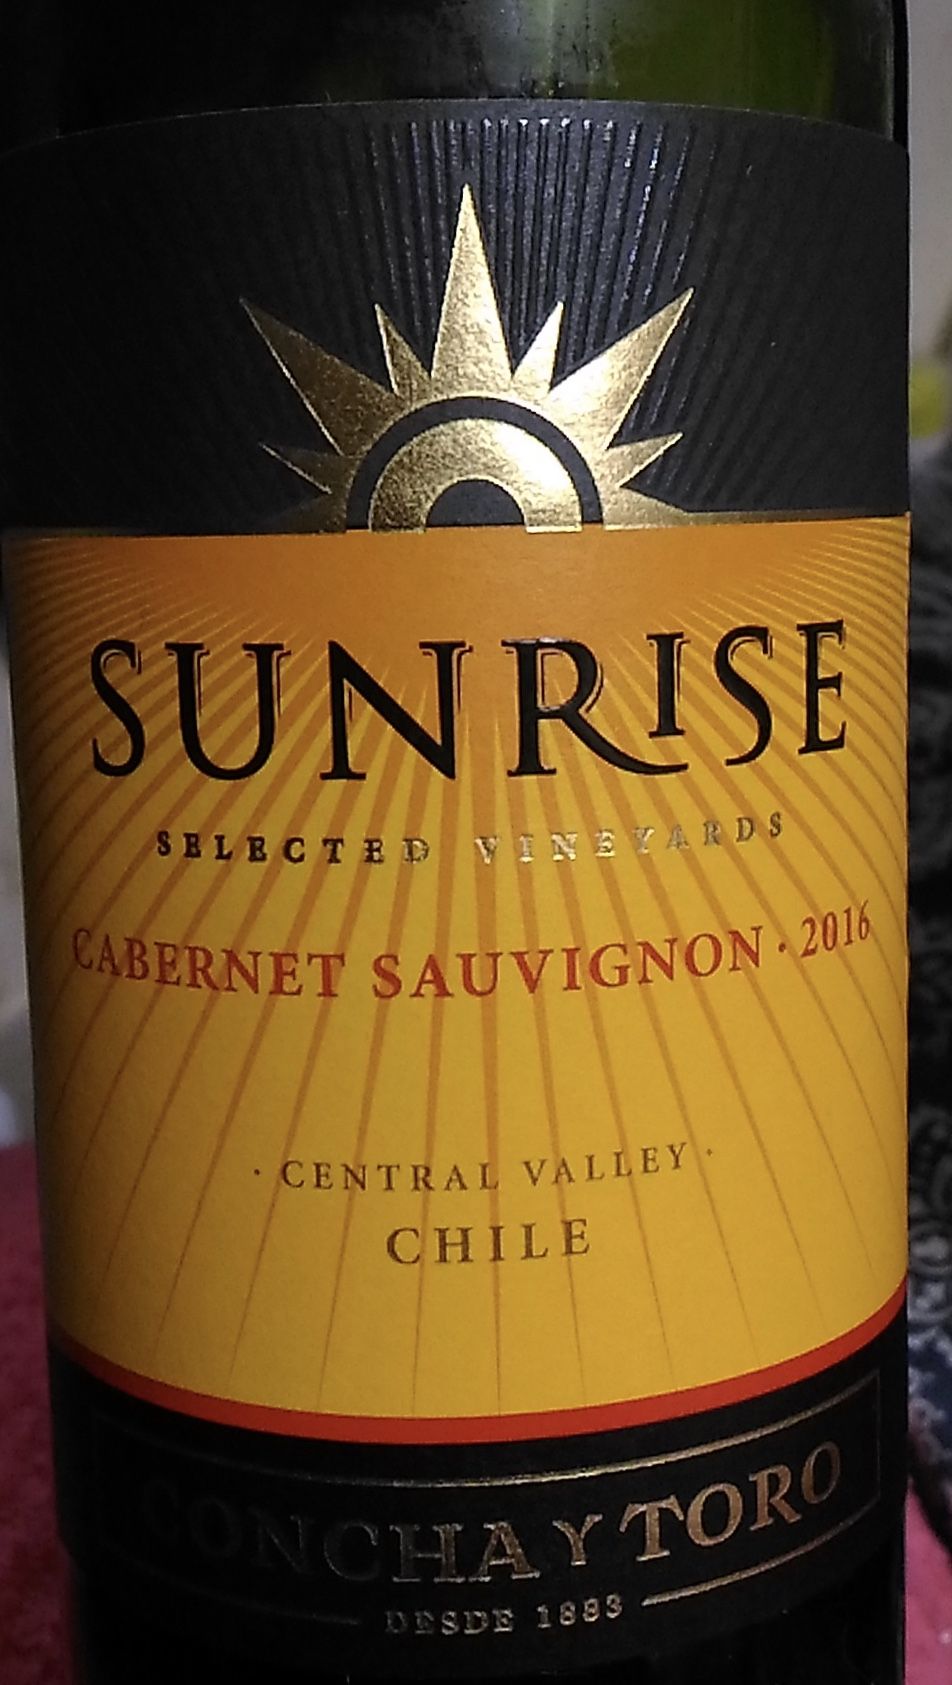 SUNRISE
SELECTED VINEYARDS
CABERNET SAUVIGNON · 2016
· CENTRAL VALLEY ·
CHILE
CONCHA Y TORO
DESDE 1883